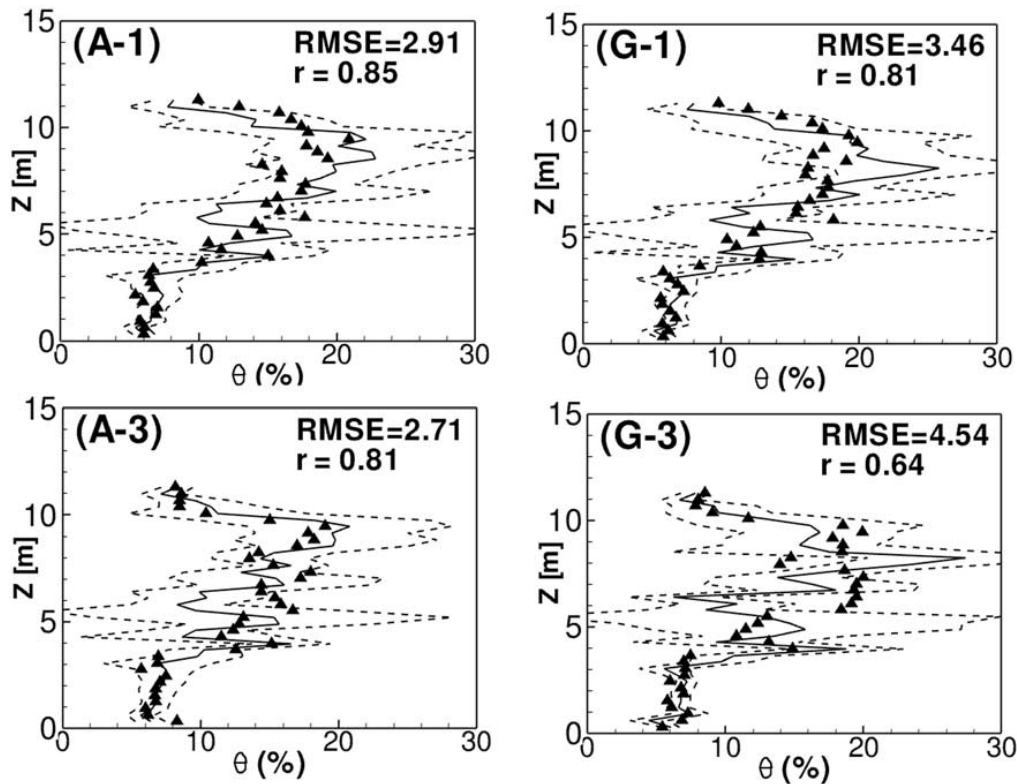 (A-1)
RMSE=2.91
r = 0.85
15
10
5
0
Z [m]
0 10 20 30
θ (%)
(G-1)
RMSE=3.46
r = 0.81
15
10
5
0
Z [m]
0 10 20 30
θ (%)
(A-3)
RMSE=2.71
r = 0.81
15
10
5
0
Z [m]
0 10 20 30
θ (%)
(G-3)
RMSE=4.54
r = 0.64
15
10
5
0
Z [m]
0 10 20 30
θ (%)